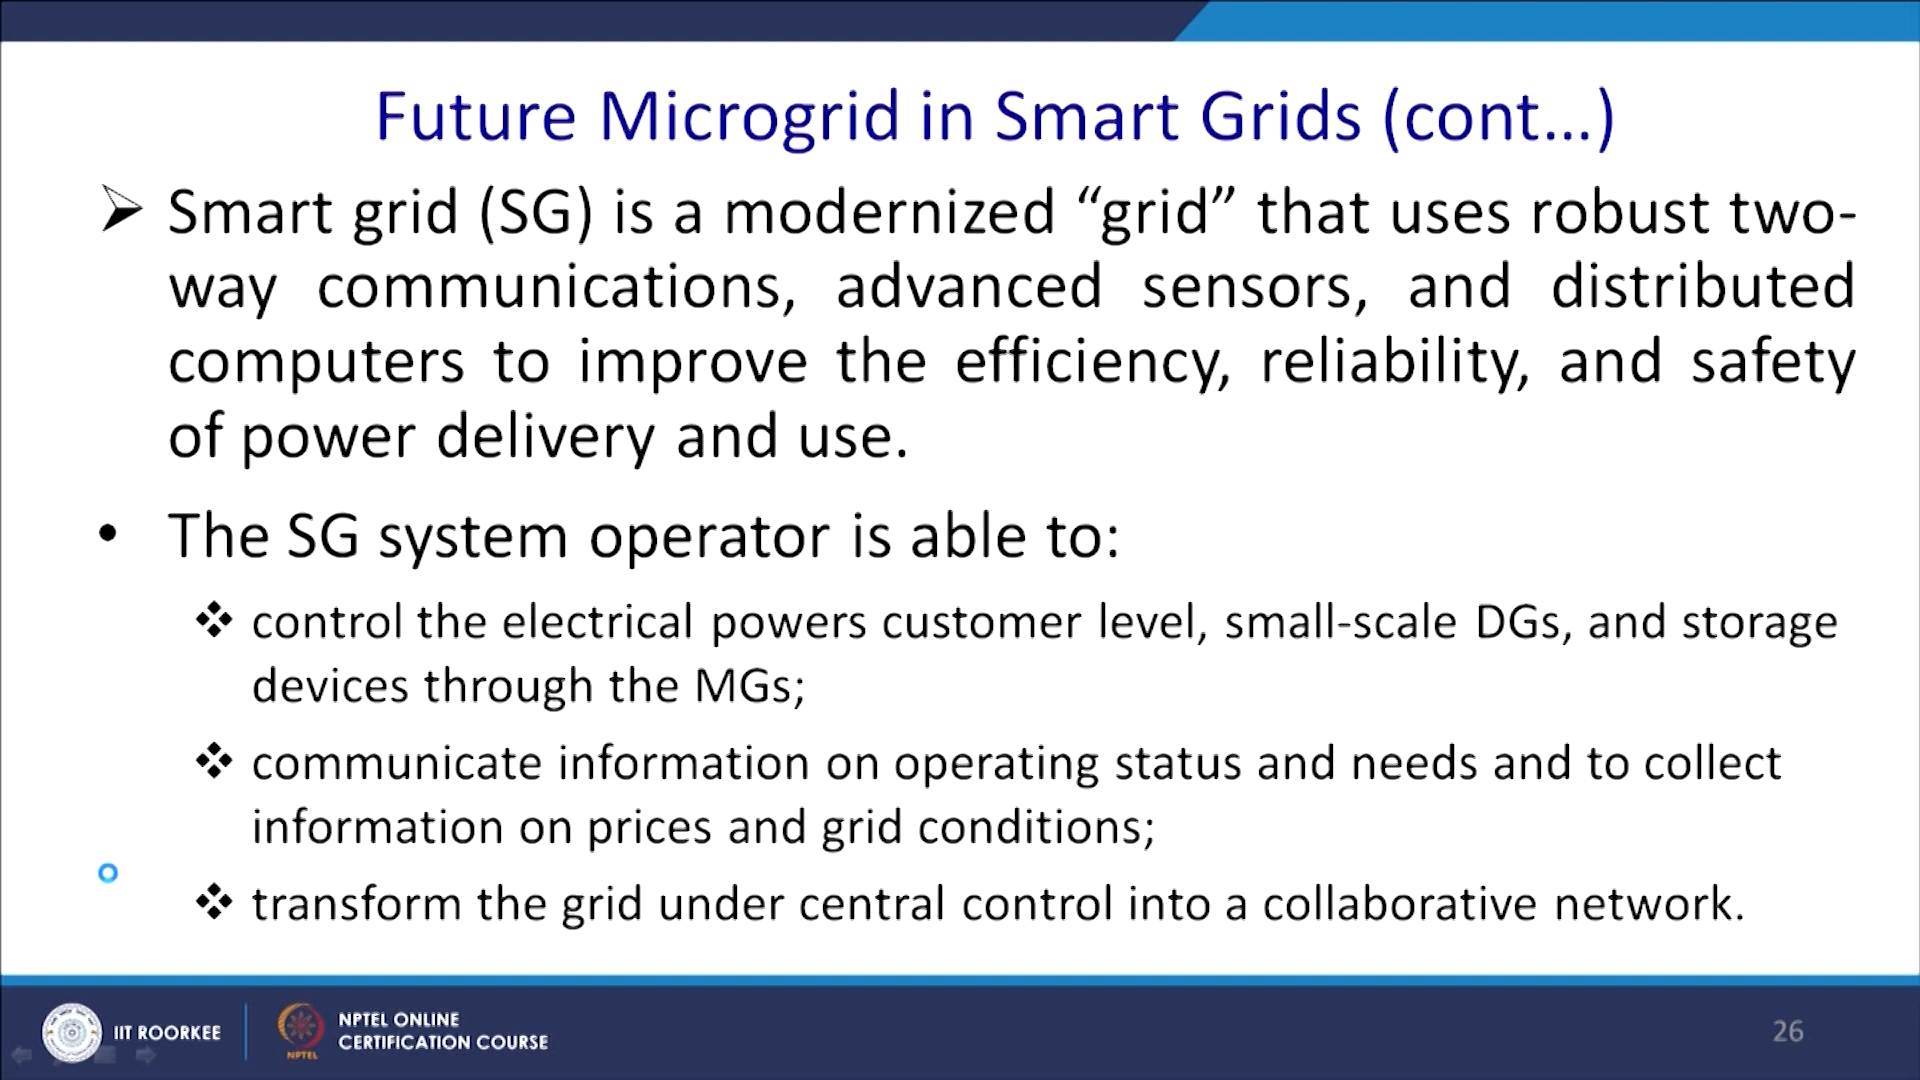 Future Microgrid in Smart Grids (cont...)
➢ Smart grid (SG) is a modernized “grid” that uses robust two-
way communications, advanced sensors, and distributed
computers to improve the efficiency, reliability, and safety
of power delivery and use.
• The SG system operator is able to:
❖ control the electrical powers customer level, small-scale DGs, and storage
devices through the MGs;
❖ communicate information on operating status and needs and to collect
information on prices and grid conditions;
❖ transform the grid under central control into a collaborative network.
IIT ROORKEE
NPTEL
NPTEL ONLINE
CERTIFICATION COURSE
26